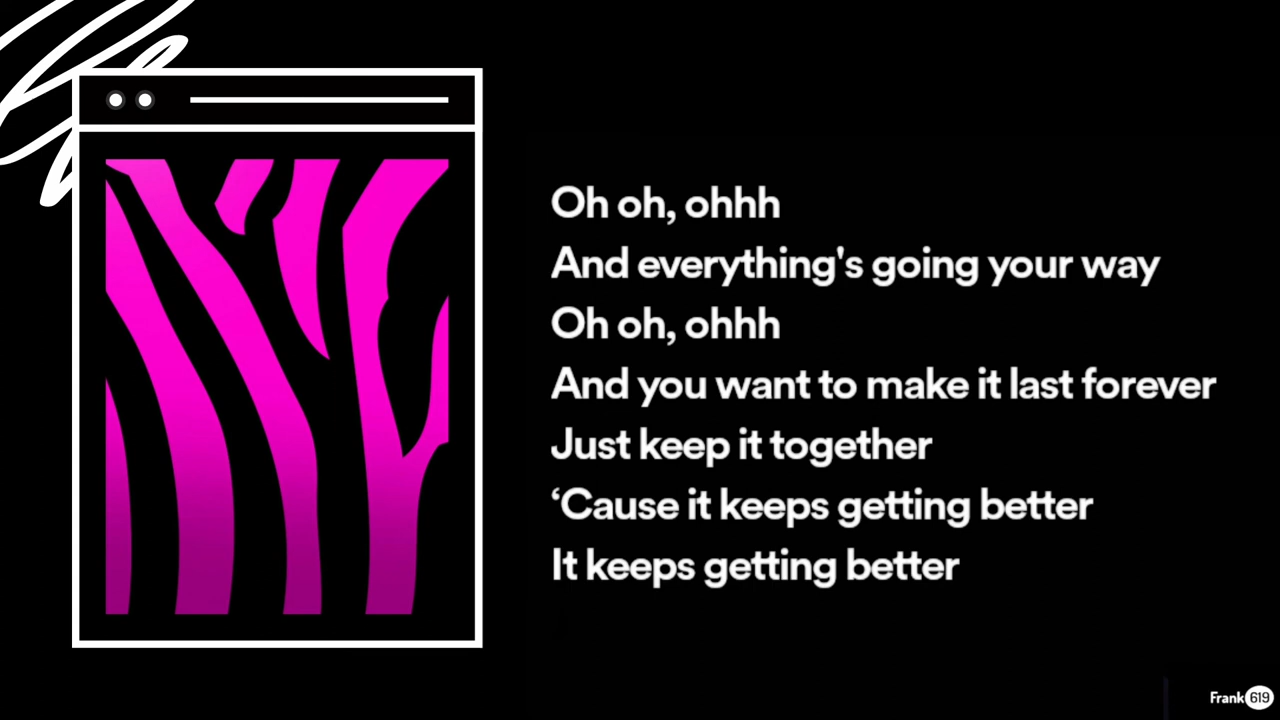 Oh oh, ohhh
And everything's going your way
Oh oh, ohhh
And you want to make it last forever
Just keep it together
‘Cause it keeps getting better
It keeps getting better
Frank 619